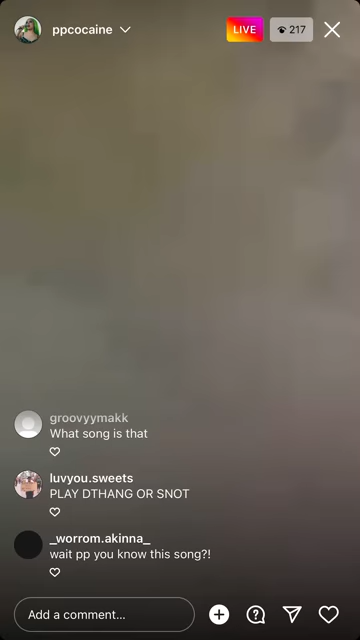 ppcocaine
LIVE
217
groovyymakk
What song is that
luvyou.sweets
PLAY DTHANG OR SNOT
_worrom.akinna_
wait pp you know this song?!
Add a comment...